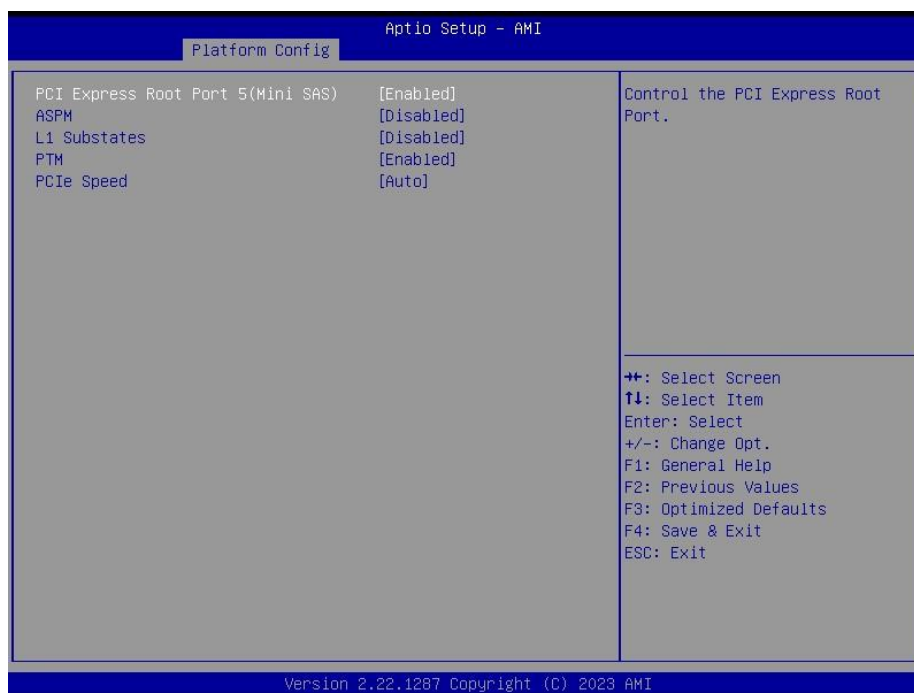 Aptio Setup - AMI
Platform Config
PCI Express Root Port 5(Mini SAS) [Enabled]
ASPM [Disabled]
L1 Substates [Disabled]
PTM [Enabled]
PCIe Speed [Auto]
Control the PCI Express Root
Port.
→←: Select Screen
↑↓: Select Item
Enter: Select
+/-: Change Opt.
F1: General Help
F2: Previous Values
F3: Optimized Defaults
F4: Save & Exit
ESC: Exit
Version 2.22.1287 Copyright (C) 2023 AMI